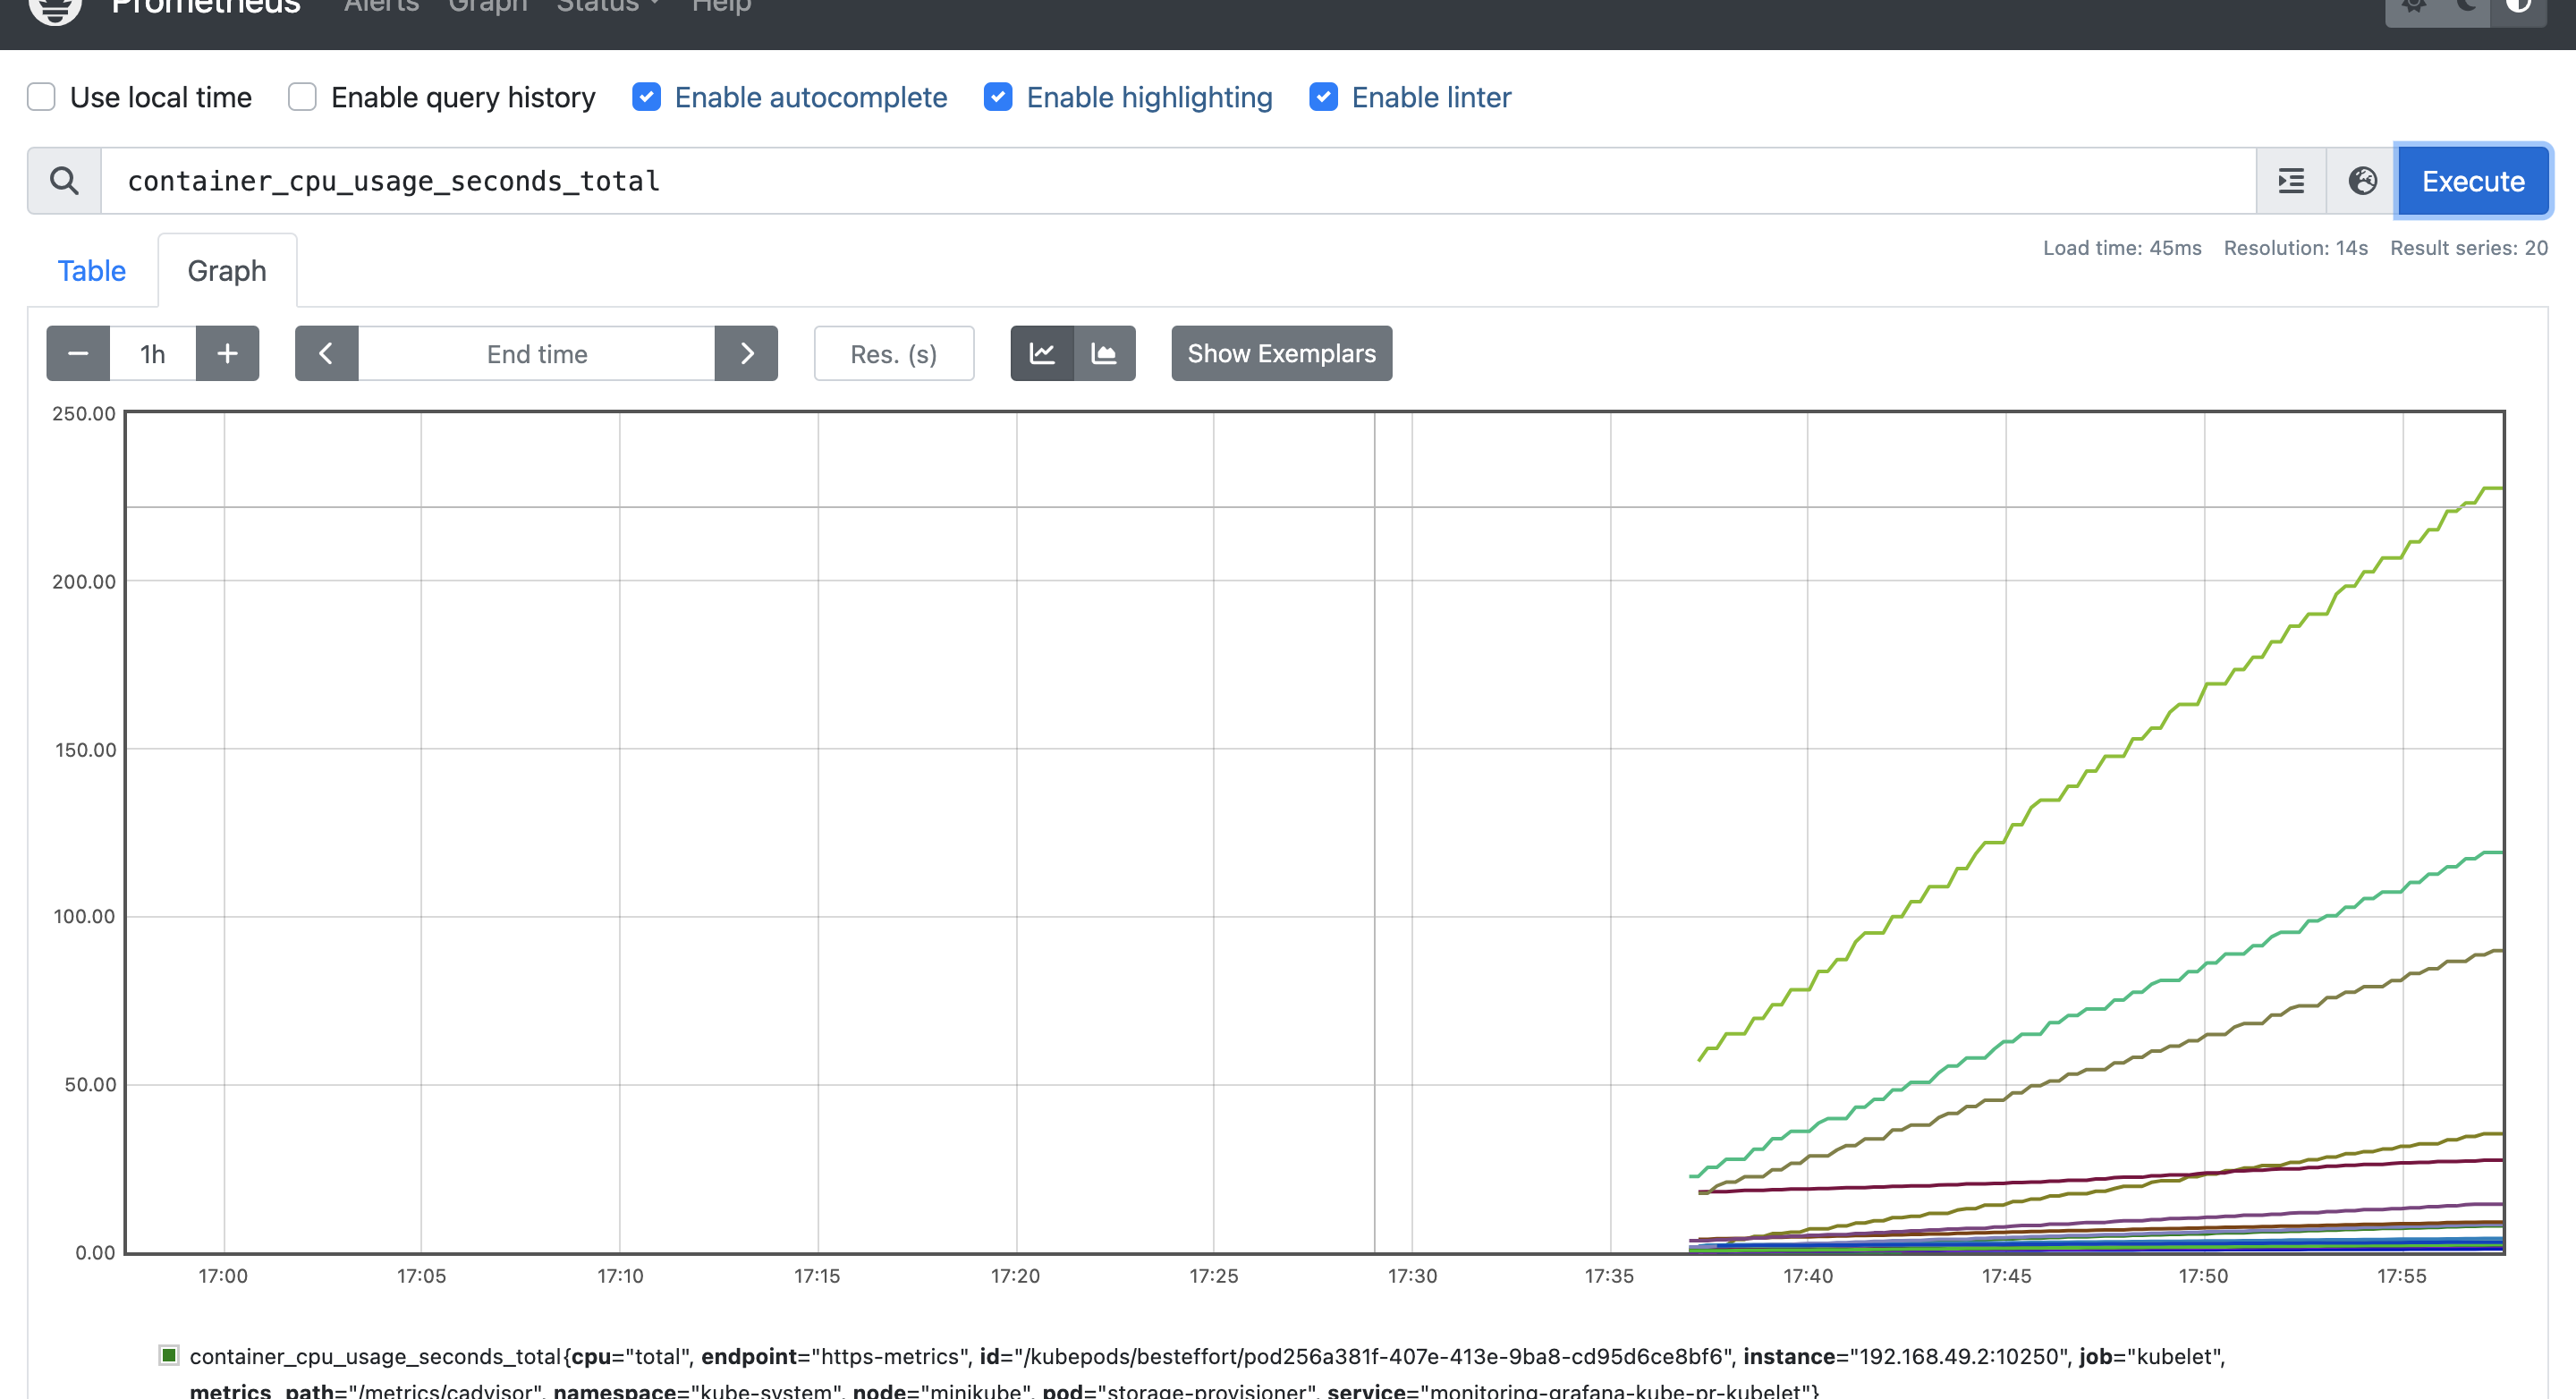 Prometheus Alerts Graph Status Help
Use local time Enable query history Enable autocomplete Enable highlighting Enable linter
container_cpu_usage_seconds_total Execute
Load time: 45ms Resolution: 14s Result series: 20
Table Graph
1h End time Res. (s) Show Exemplars
250.00
200.00
150.00
100.00
50.00
0.00
17:00 17:05 17:10 17:15 17:20 17:25 17:30 17:35 17:40 17:45 17:50 17:55
container_cpu_usage_seconds_total{cpu="total", endpoint="https-metrics", id="/kubepods/besteffort/pod256a381f-407e-413e-9ba8-cd95d6ce8bf6", instance="192.168.49.2:10250", job="kubelet",
metrics_path="/metrics/cadvisor", namespace="kube-system", node="minikube", pod="storage-provisioner", service="monitoring-grafana-kube-pr-kubelet"}